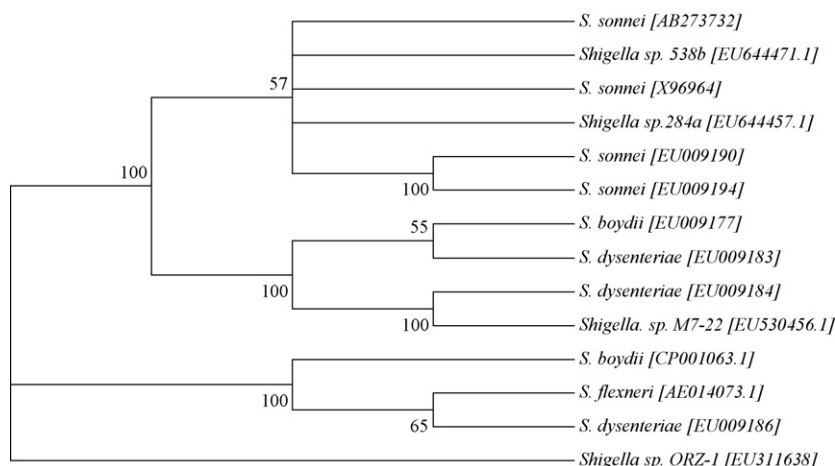 S. sonnei [AB273732]
Shigella sp. 538b [EU644471.1]
57
S. sonnei [X96964]
Shigella sp.284a [EU644457.1]
S. sonnei [EU009190]
100
100
S. sonnei [EU009194]
55
S. boydii [EU009177]
S. dysenteriae [EU009183]
100
S. dysenteriae [EU009184]
100
Shigella. sp. M7-22 [EU530456.1]
S. boydii [CP001063.1]
100
S. flexneri [AE014073.1]
65
S. dysenteriae [EU009186]
Shigella sp. ORZ-1 [EU311638]